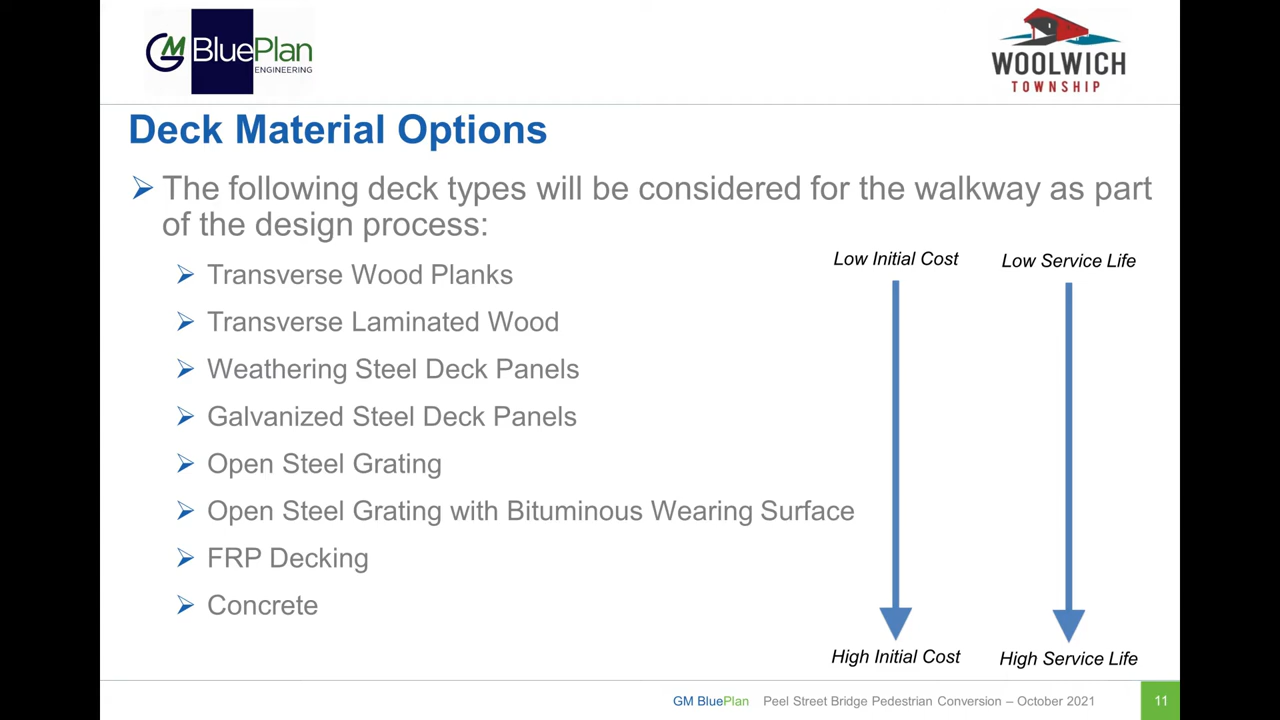 GM BluePlan
ENGINEERING
WOOLWICH
TOWNSHIP
Deck Material Options
The following deck types will be considered for the walkway as part
of the design process:
Low Initial Cost
Low Service Life
Transverse Wood Planks
Transverse Laminated Wood
Weathering Steel Deck Panels
Galvanized Steel Deck Panels
Open Steel Grating
Open Steel Grating with Bituminous Wearing Surface
FRP Decking
Concrete
High Initial Cost
High Service Life
GM BluePlan Peel Street Bridge Pedestrian Conversion – October 2021
11